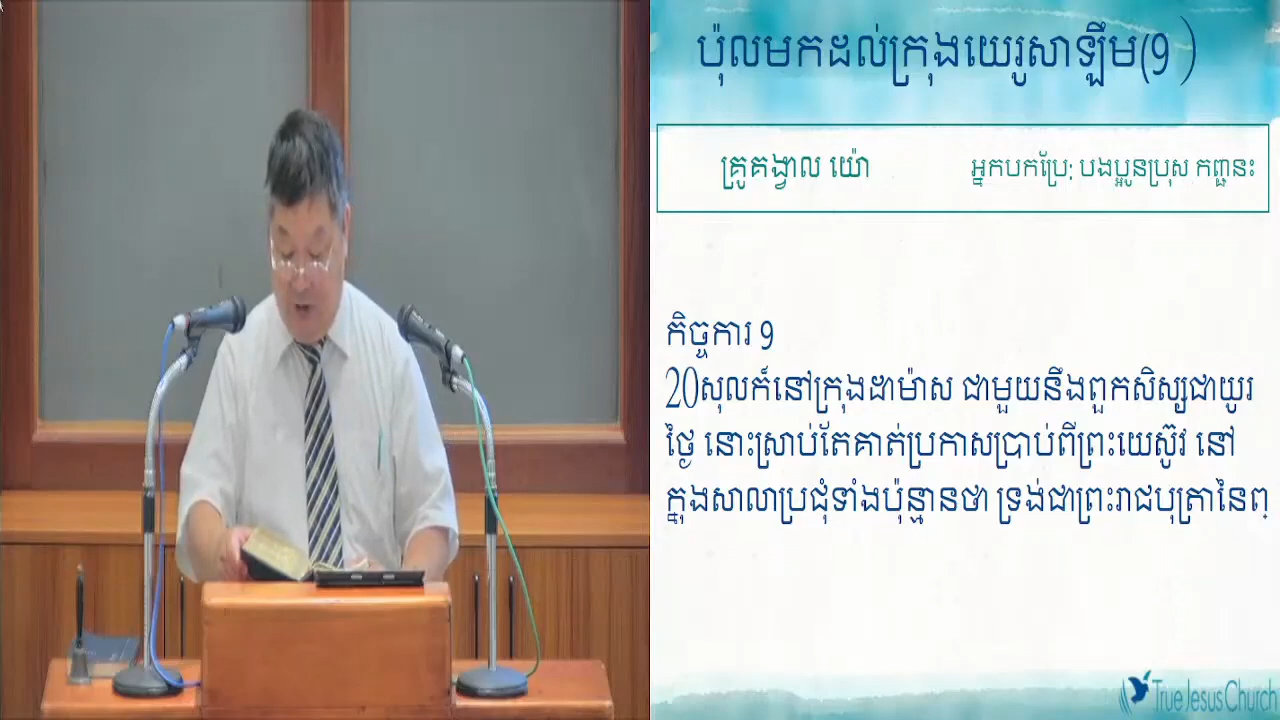 ប៉ុលមកដល់ក្រុងយេរូសាឡឹម(9 )
គ្រូគង្វាល យ៉ោ
អ្នកបកប្រែ: បងប្អូនប្រុស កញ្ជនះ
កិច្ចការ 9
20សុលក៍នៅក្រុងដាម៉ាស ជាមួយនឹងពួកសិស្សជាយូរ
ថ្ងៃ នោះស្រាប់តែគាត់ប្រកាសប្រាប់ពីព្រះយេស៊ូវ នៅ
ក្នុងសាលាប្រជុំទាំងប៉ុន្មានថា ទ្រង់ជាព្រះរាជបុត្រានៃព្
True Jesus Church